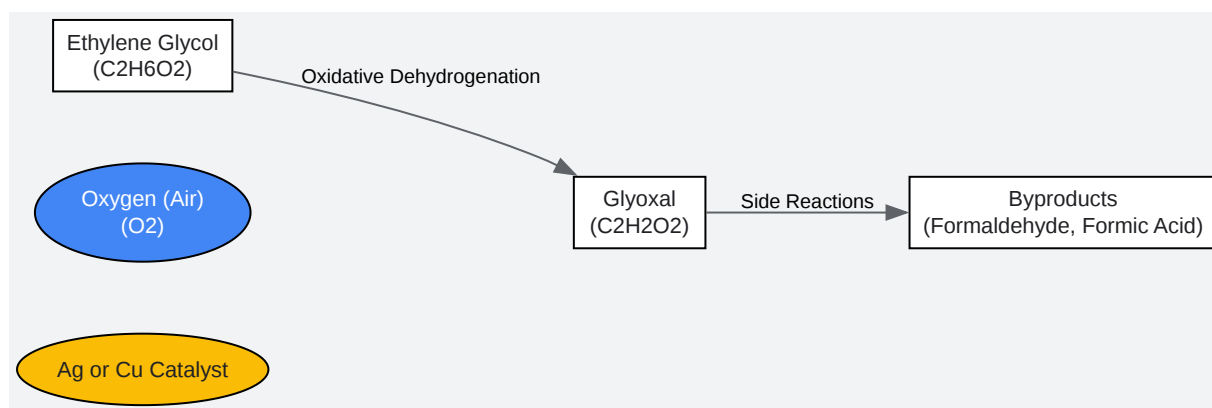 Ethylene Glycol
(C2H6O2)
Oxidative Dehydrogenation
Oxygen (Air)
(O2)
Glyoxal
(C2H2O2)
Side Reactions
Byproducts
(Formaldehyde, Formic Acid)
Ag or Cu Catalyst